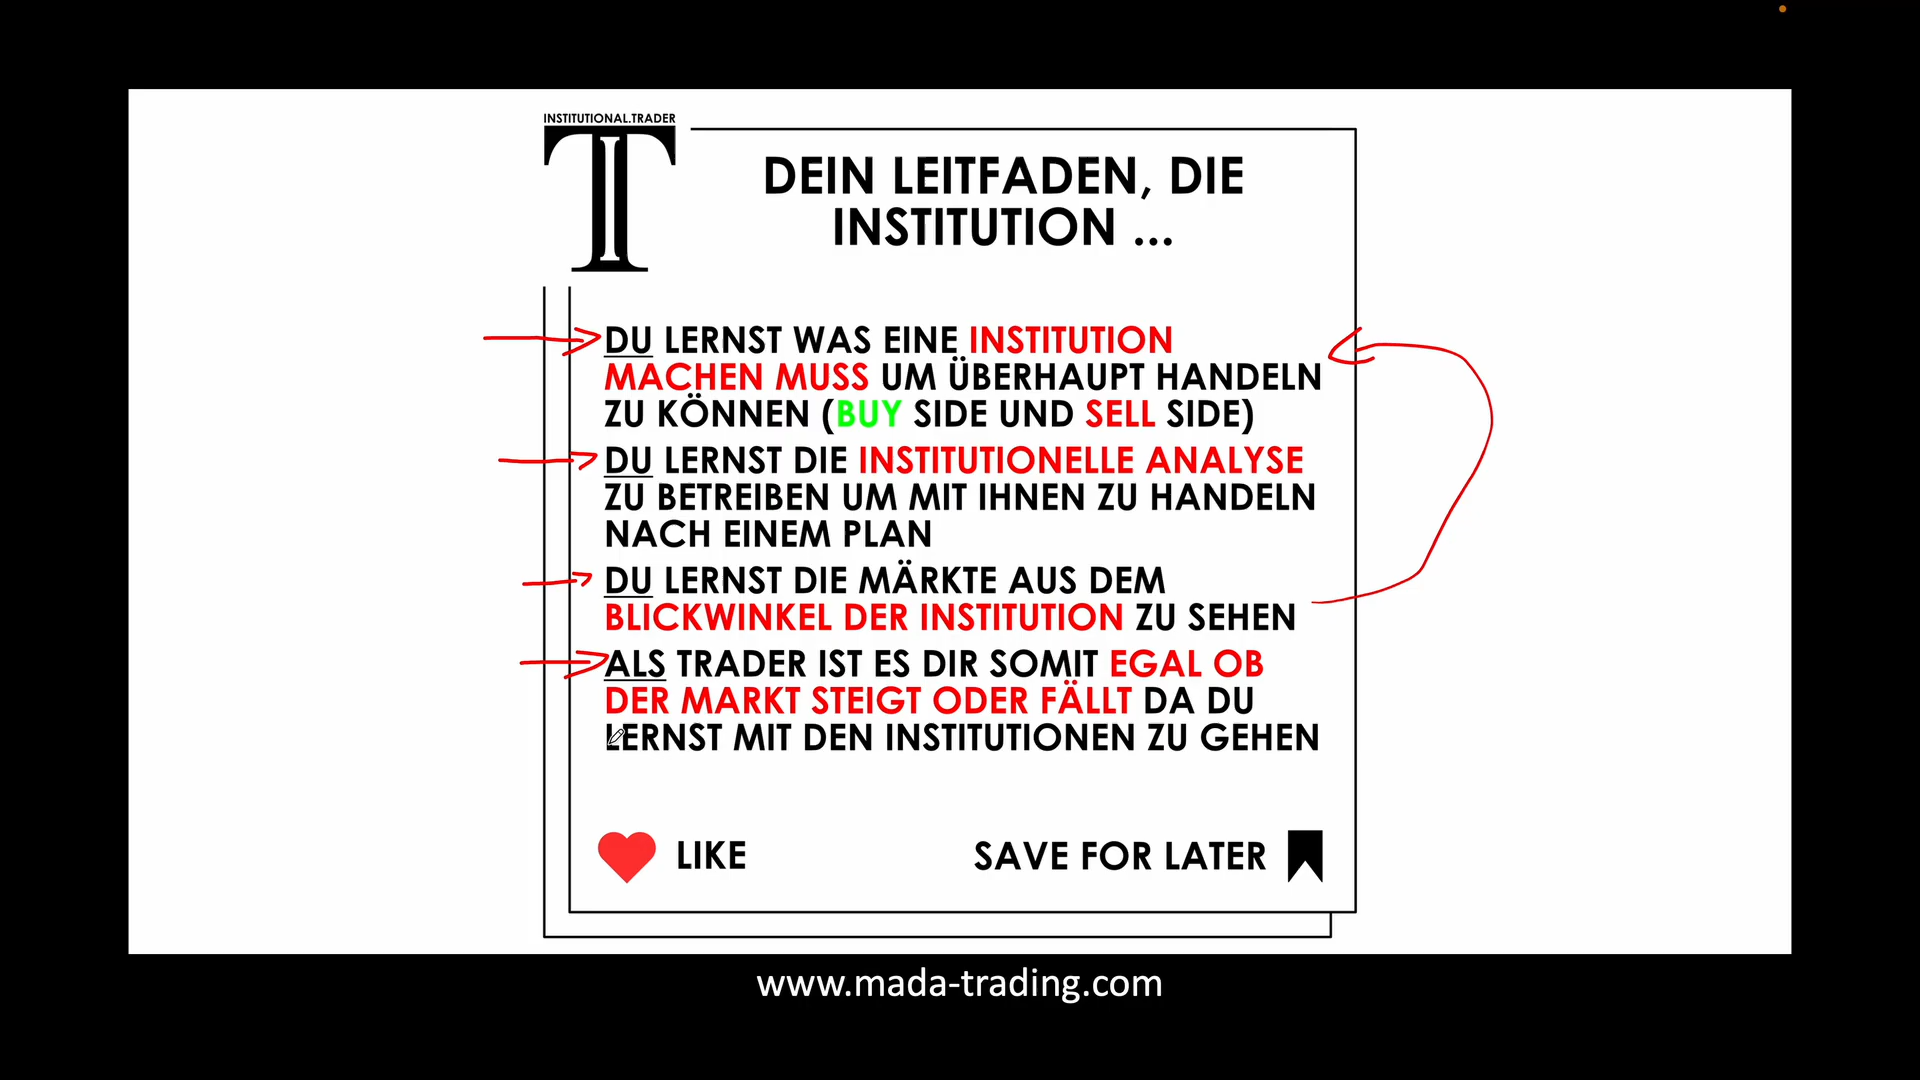 INSTITUTIONAL.TRADER
DEIN LEITFADEN, DIE
INSTITUTION ...
DU LERNST WAS EINE INSTITUTION
MACHEN MUSS UM ÜBERHAUPT HANDELN
ZU KÖNNEN (BUY SIDE UND SELL SIDE)
DU LERNST DIE INSTITUTIONELLE ANALYSE
ZU BETREIBEN UM MIT IHNEN ZU HANDELN
NACH EINEM PLAN
DU LERNST DIE MÄRKTE AUS DEM
BLICKWINKEL DER INSTITUTION ZU SEHEN
ALS TRADER IST ES DIR SOMIT EGAL OB
DER MARKT STEIGT ODER FÄLLT DA DU
LERNST MIT DEN INSTITUTIONEN ZU GEHEN
LIKE
SAVE FOR LATER
www.mada-trading.com